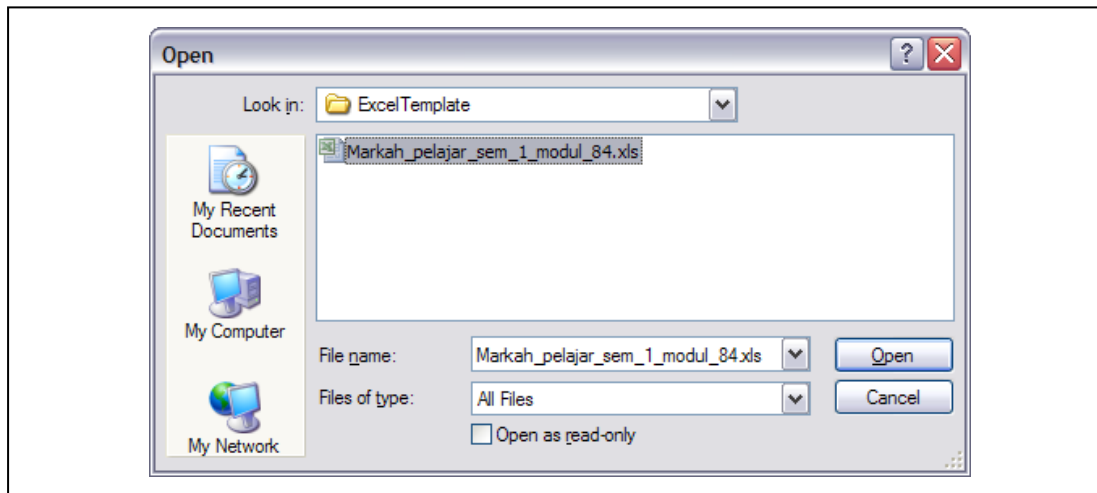 Open
Look in:
ExcelTemplate
Markah_pelajar_sem_1_modul_84.xls
My Recent
Documents
My Computer
My Network
File name:
Markah_pelajar_sem_1_modul_84.xls
Open
Files of type:
All Files
Cancel
Open as read-only